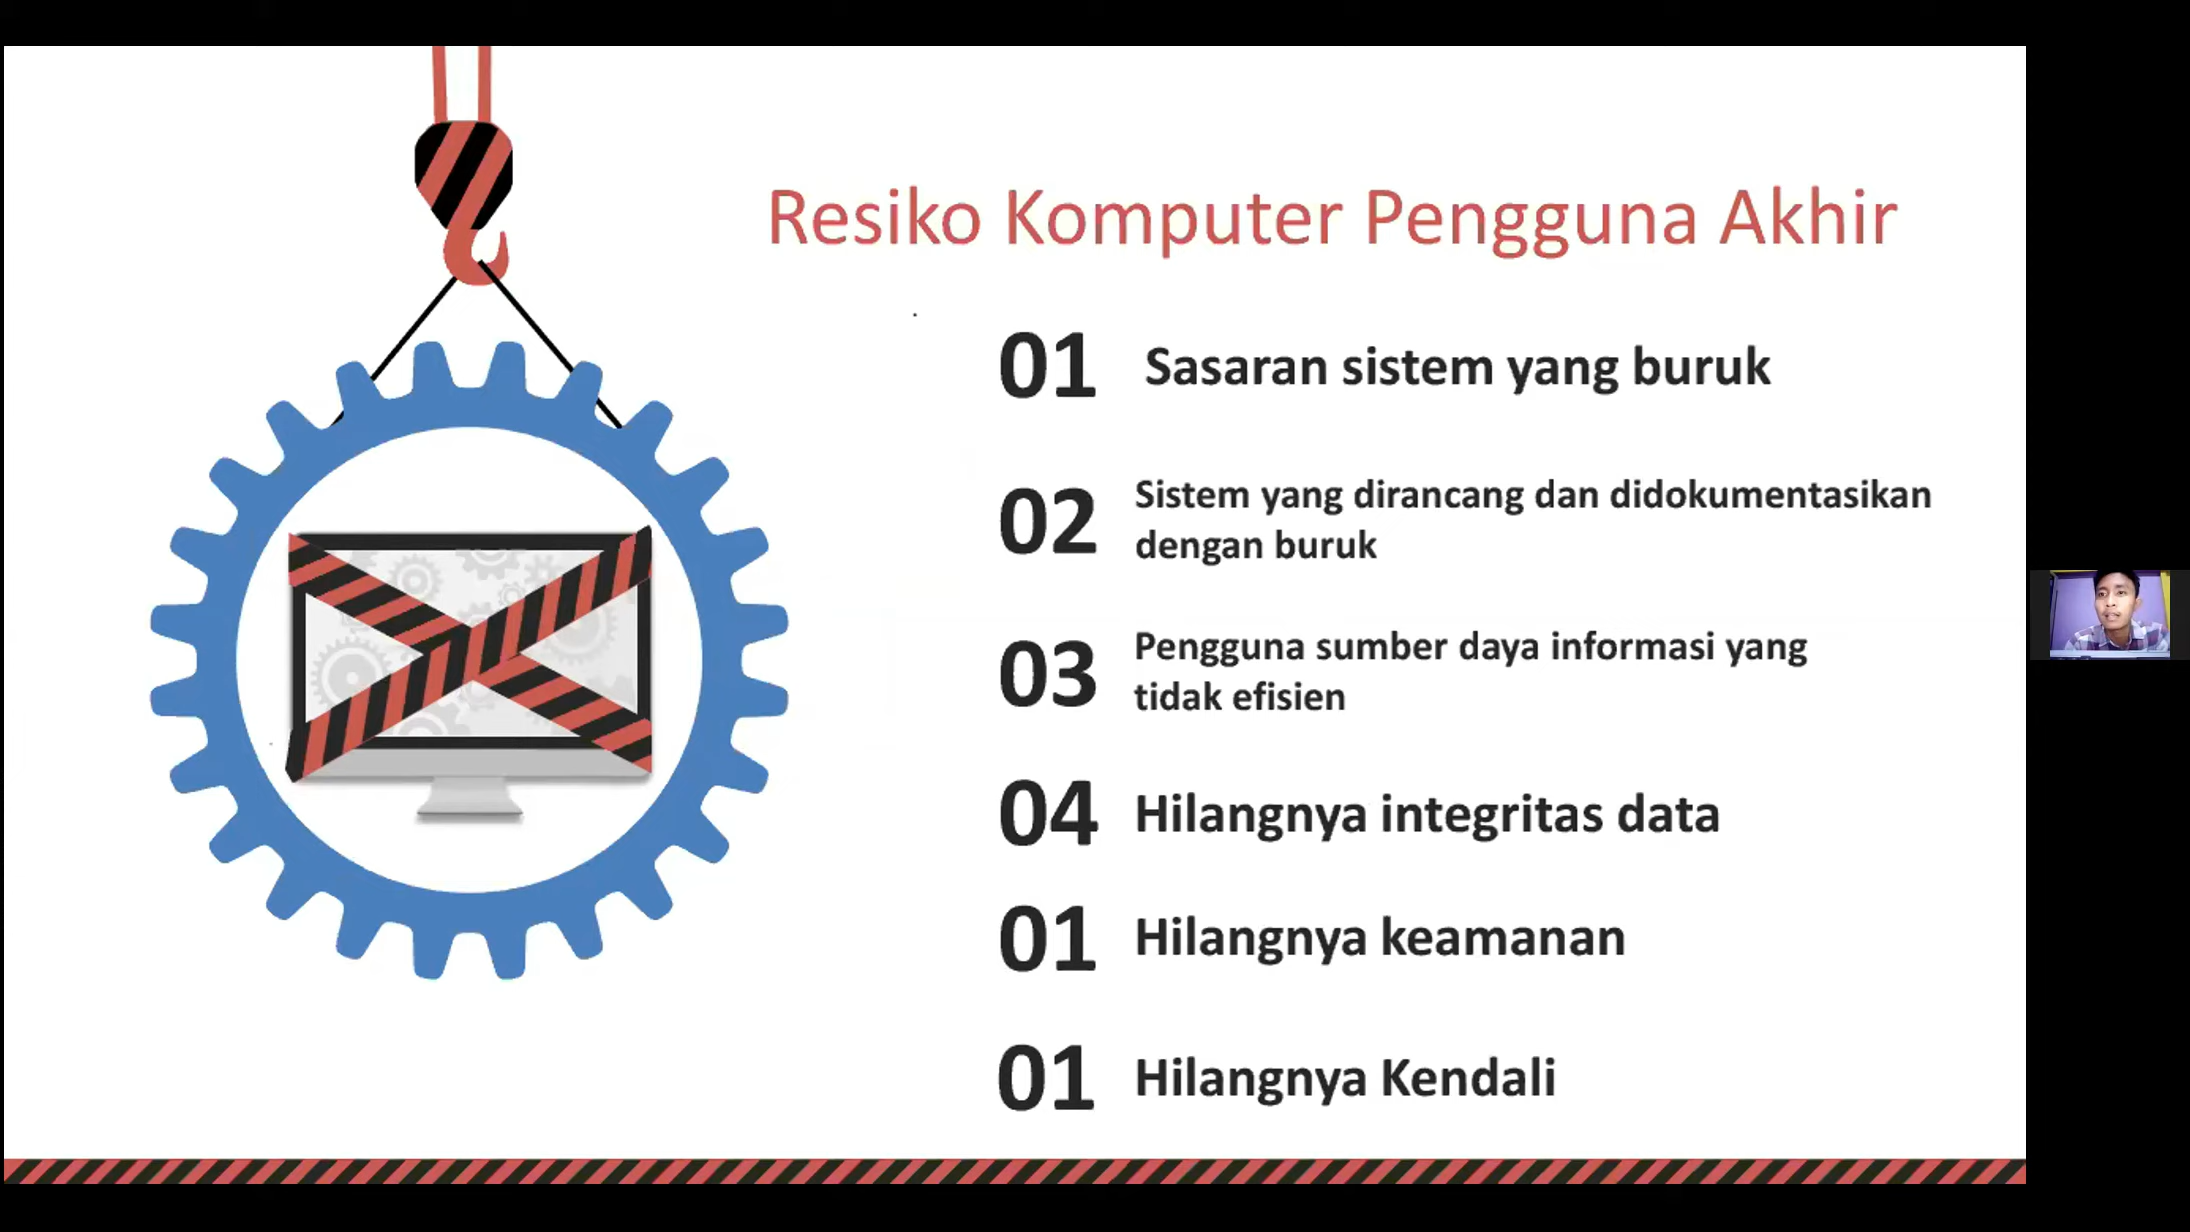 Resiko Komputer Pengguna Akhir
01 Sasaran sistem yang buruk
02 Sistem yang dirancang dan didokumentasikan
dengan buruk
03 Pengguna sumber daya informasi yang
tidak efisien
04 Hilangnya integritas data
01 Hilangnya keamanan
01 Hilangnya Kendali